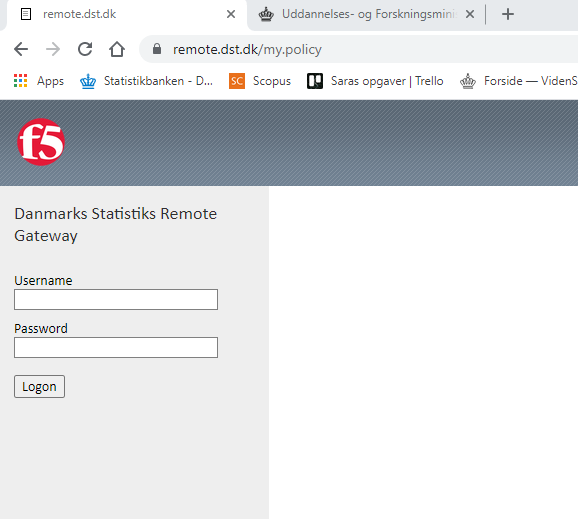 remote.dst.dk
Uddannelses- og Forskningsmini
remote.dst.dk/my.policy
Apps
Statistikbanken - D...
SC
Scopus
Saras opgaver | Trello
Forside — VidenS
f5
Danmarks Statistiks Remote
Gateway
Username
Password
Logon